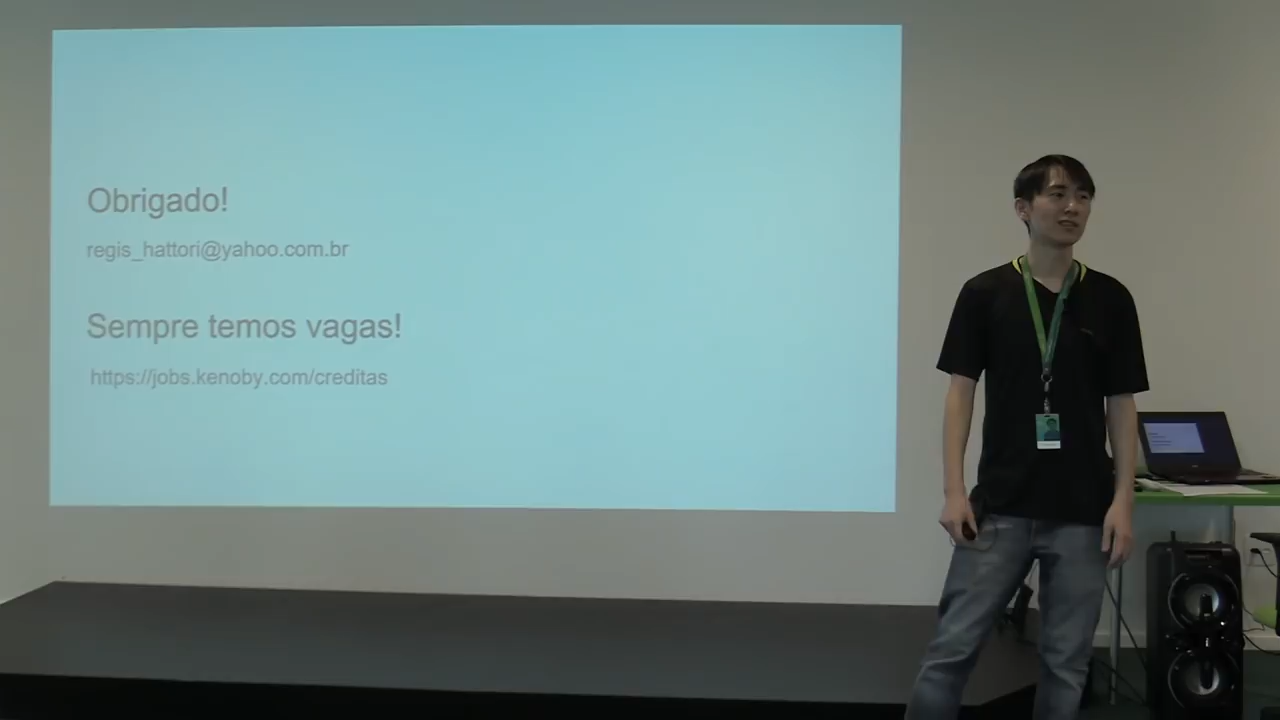 Obrigado!
regis_hattori@yahoo.com.br
Sempre temos vagas!
https://jobs.kenoby.com/creditas